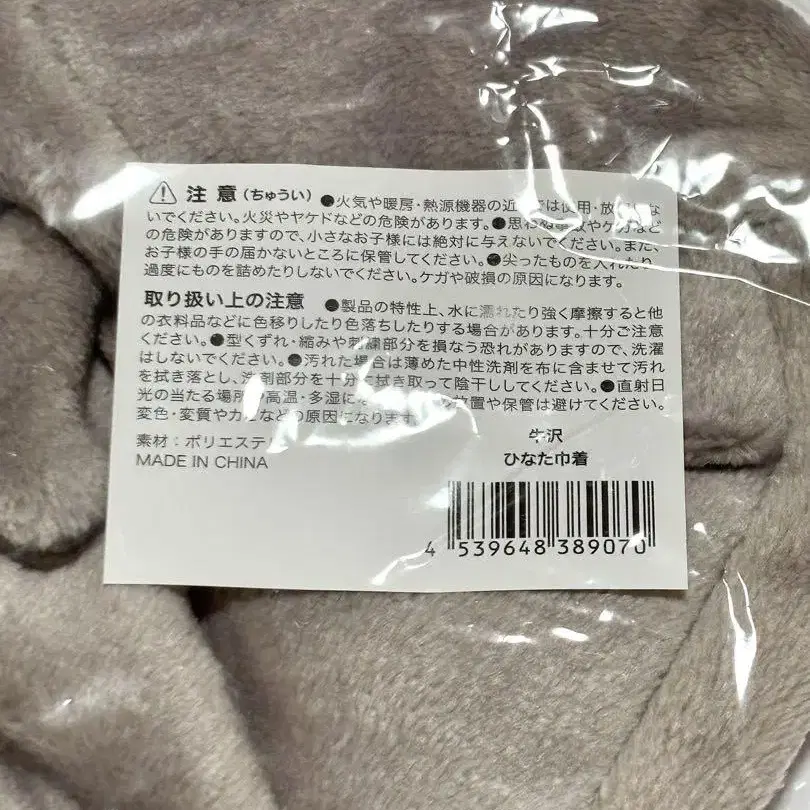 注意(ちゅうい) ●火気や暖房・熱源機器の近では使用・放
いでください。火災やヤケドなどの危険があります。●思わぬ事故やケガなど
の危険がありますので、小さなお子様には絶対に与えないでください。また、
お子様の手の届かないところに保管してください。●尖ったものを入れたり
過度にものを詰めたりしないでください。ケガや破損の原因になります。
取り扱い上の注意 ●製品の特性上、水に濡れたり強く摩擦すると他
の衣料品などに色移りしたり色落ちしたりする場合があります。十分ご注意
ください。●型くずれ・縮みや刺繍部分を損なう恐れがありますので、洗濯
はしないでください。●汚れた場合は薄めた中性洗剤を布に含ませて汚れ
を拭き落とし、洗剤部分を十分に拭き取って陰干ししてください。●直射日
光の当たる場所 高温・多湿に 放置や保管は避けてください。
変色・変質やカ などの原因になります
素材:ポリエステ
MADE IN CHINA
牛沢
ひなた巾着
4 539648 389070